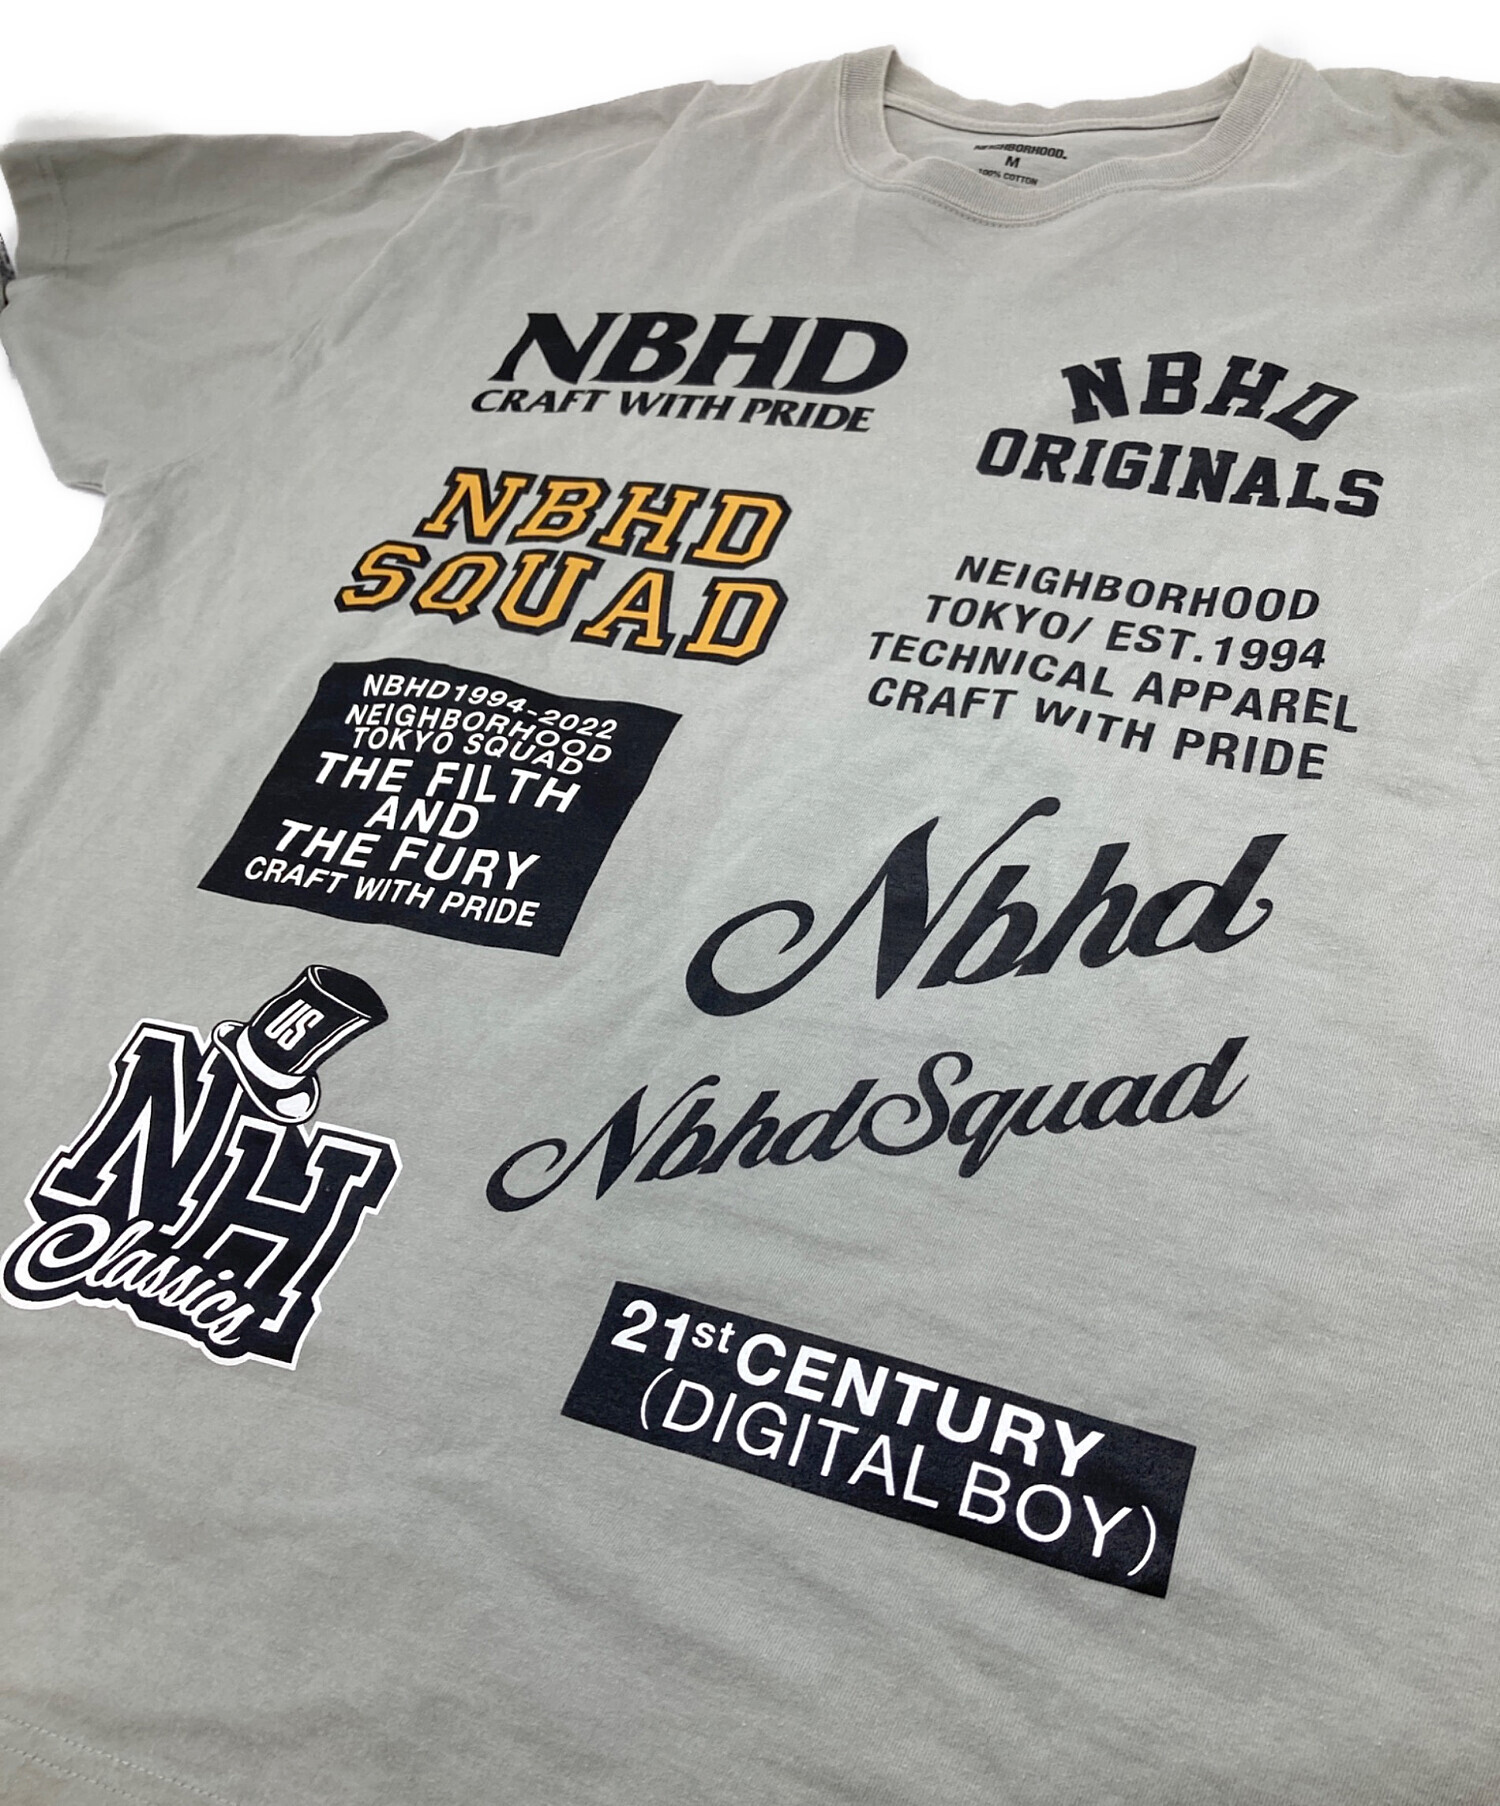 NEIGHBORHOOD.
M
100% COTTON
NBHD
CRAFT WITH PRIDE
NBHD
ORIGINALS
NBHD
SQUAD
NEIGHBORHOOD
TOKYO/ EST.1994
TECHNICAL APPAREL
CRAFT WITH PRIDE
NBHD1994-2022
NEIGHBORHOOD
TOKYO SQUAD
THE FILTH
AND
THE FURY
CRAFT WITH PRIDE
Nbhd
NbhdSquad
US
NH
Classics
21st CENTURY
(DIGITAL BOY)